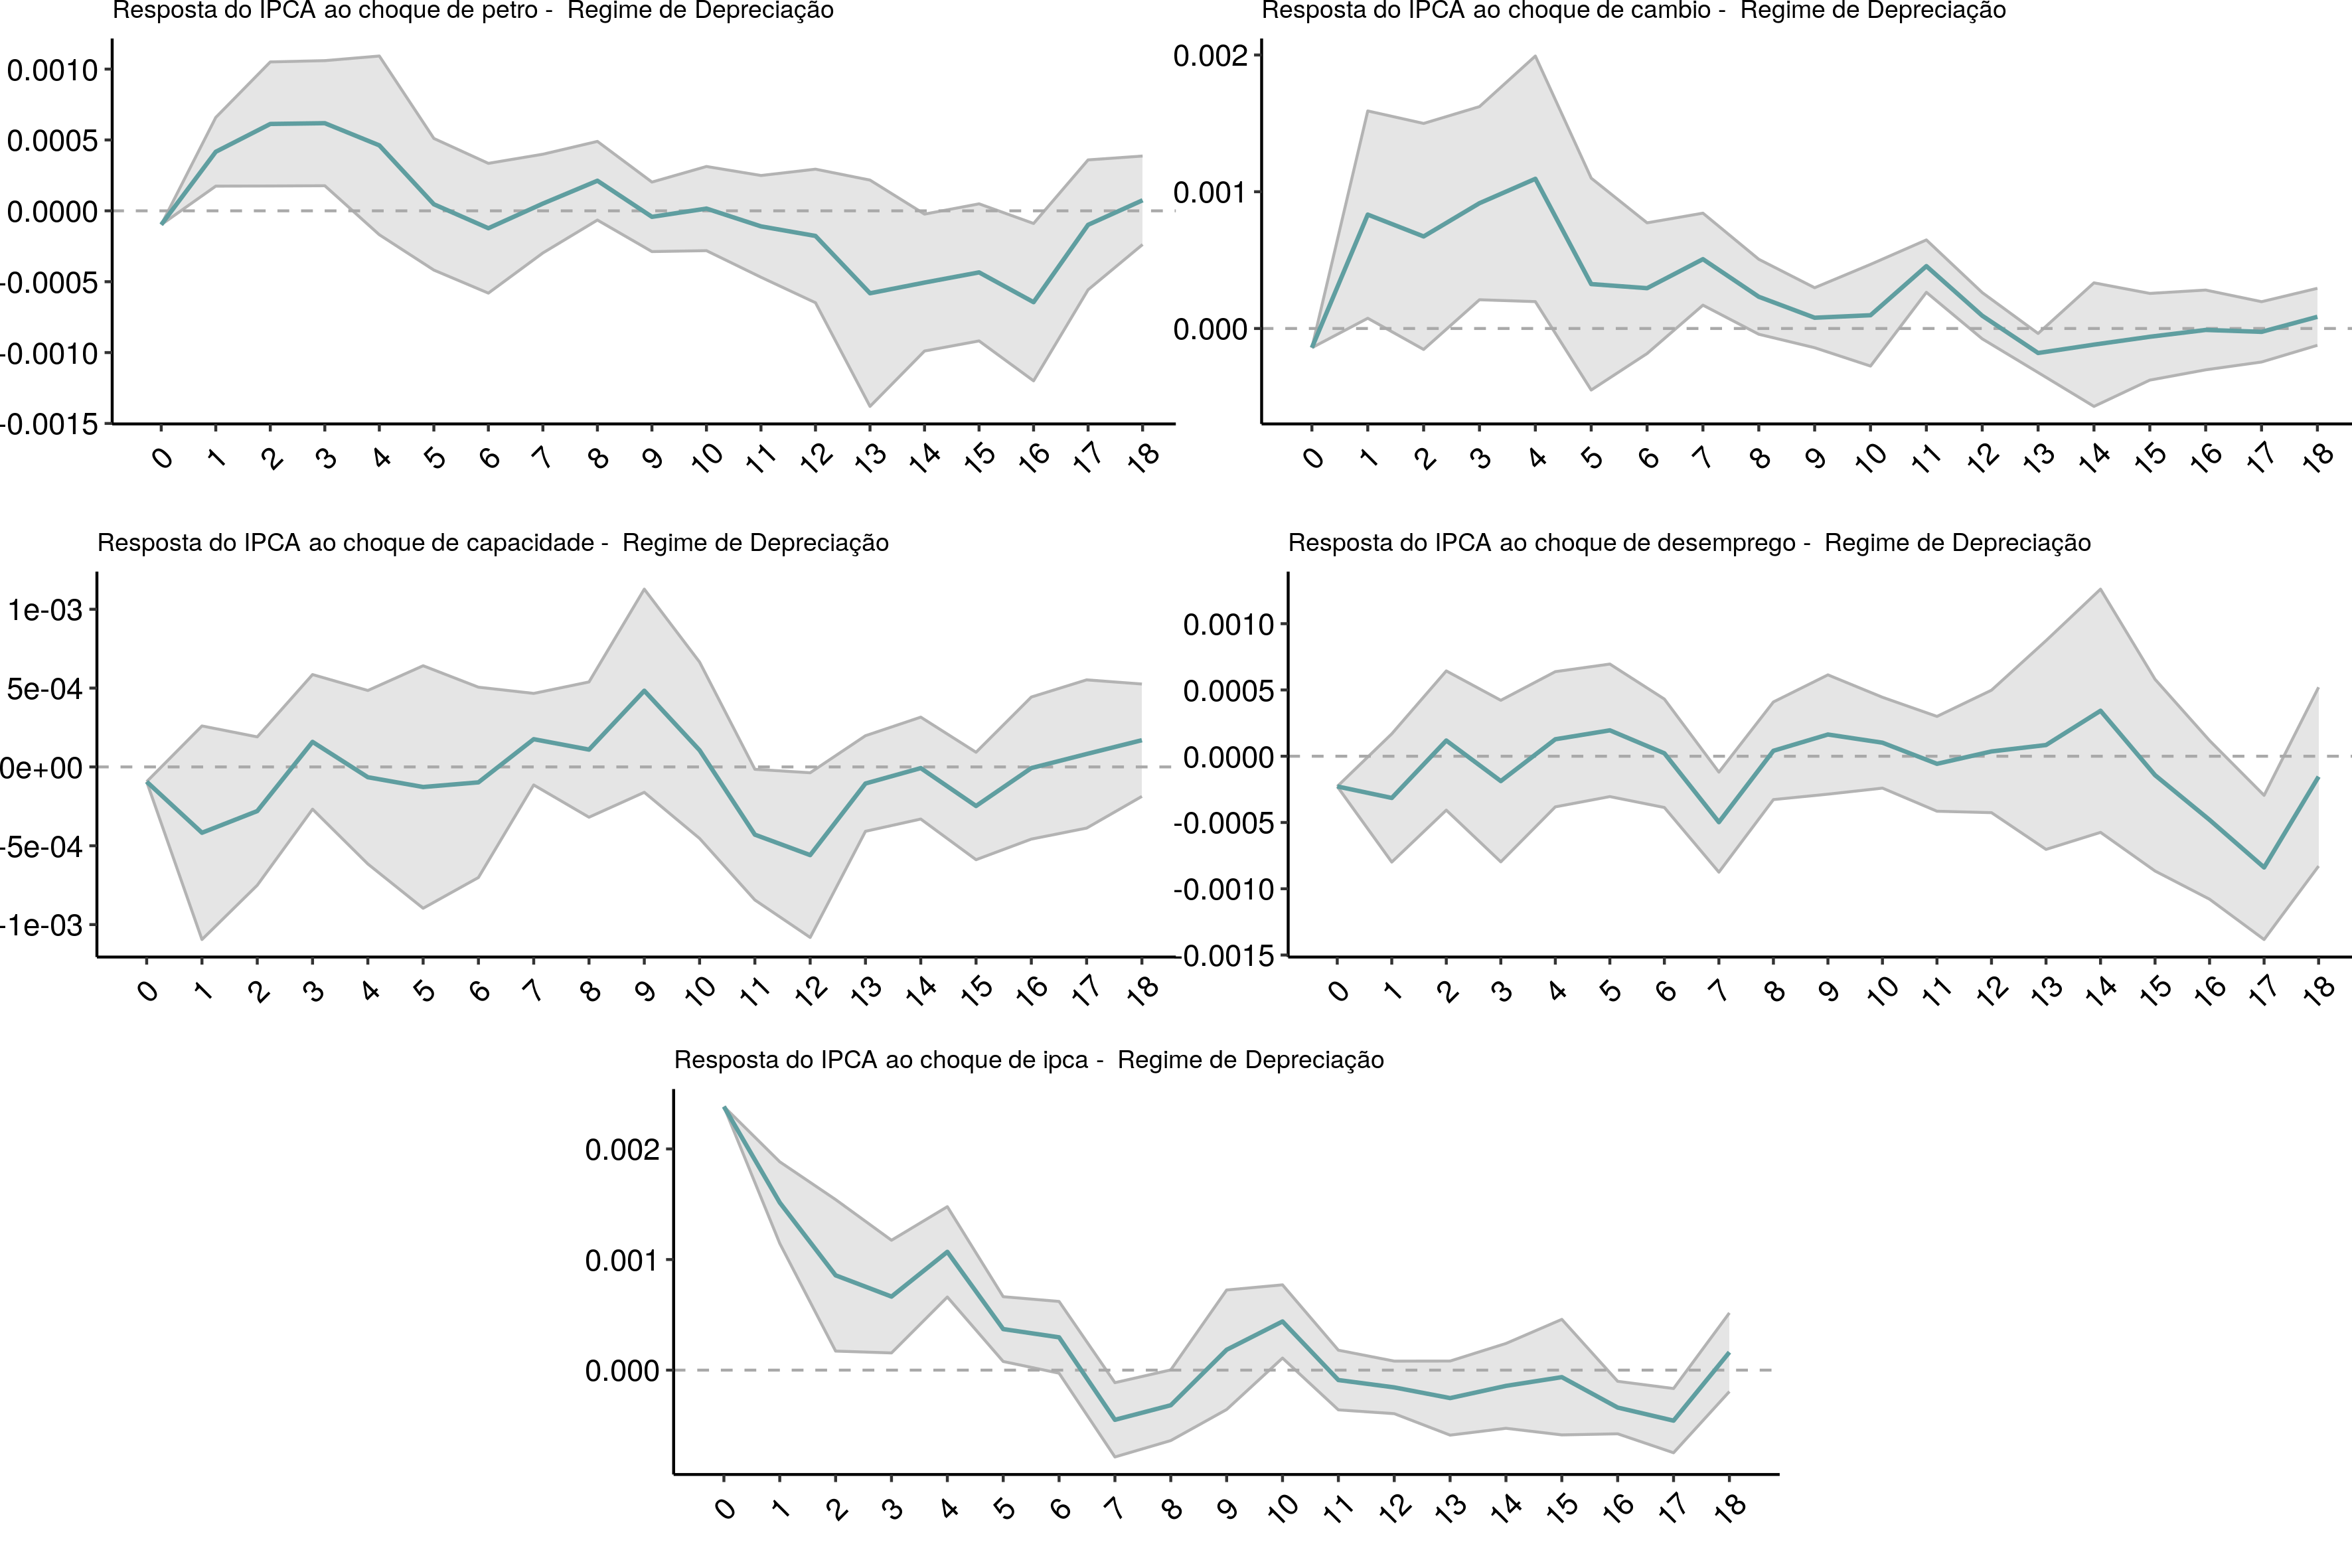 Resposta do IPCA ao choque de petro - Regime de Depreciação
0.0010
0.0005
0.0000
-0.0005
-0.0010
-0.0015
0 1 2 3 4 5 6 7 8 9 10 11 12 13 14 15 16 17 18
Resposta do IPCA ao choque de cambio - Regime de Depreciação
0.002
0.001
0.000
0 1 2 3 4 5 6 7 8 9 10 11 12 13 14 15 16 17 18
Resposta do IPCA ao choque de capacidade - Regime de Depreciação
1e-03
5e-04
0e+00
-5e-04
-1e-03
0 1 2 3 4 5 6 7 8 9 10 11 12 13 14 15 16 17 18
Resposta do IPCA ao choque de desemprego - Regime de Depreciação
0.0010
0.0005
0.0000
-0.0005
-0.0010
-0.0015
0 1 2 3 4 5 6 7 8 9 10 11 12 13 14 15 16 17 18
Resposta do IPCA ao choque de ipca - Regime de Depreciação
0.002
0.001
0.000
0 1 2 3 4 5 6 7 8 9 10 11 12 13 14 15 16 17 18